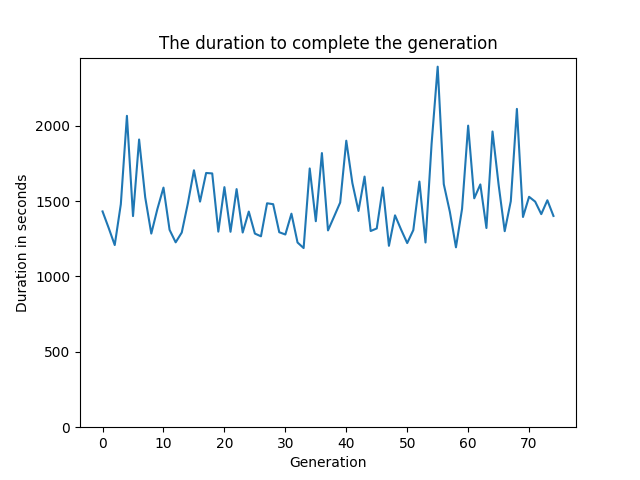 The duration to complete the generation
2000
1500
1000
500
0
Duration in seconds
0 10 20 30 40 50 60 70
Generation